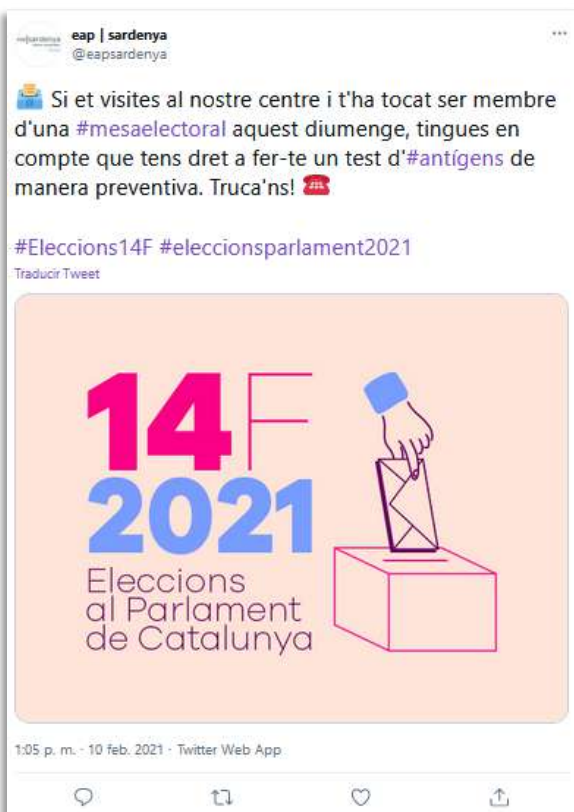 eap | sardenya
@eapsardenya
Si et visites al nostre centre i t'ha tocat ser membre
d'una #mesaelectoral aquest diumenge, tingues en
compte que tens dret a fer-te un test d'#antígens de
manera preventiva. Truca'ns!
#Eleccions14F #eleccionsparlament2021
Traducir Tweet
14F
2021
Eleccions
al Parlament
de Catalunya
1:05 p. m. · 10 feb. 2021 · Twitter Web App